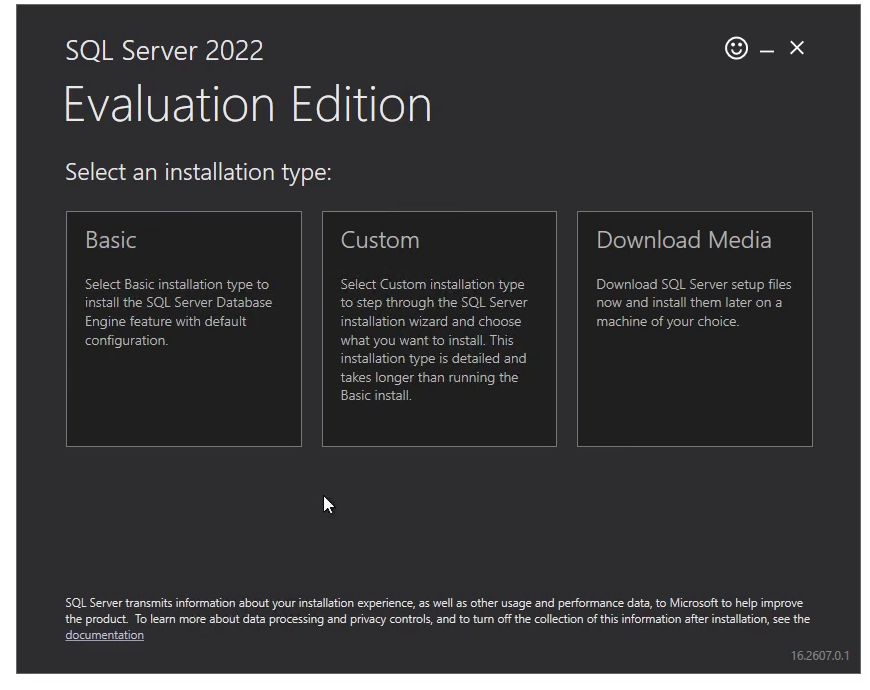 SQL Server 2022
Evaluation Edition
Select an installation type:
Basic
Select Basic installation type to
install the SQL Server Database
Engine feature with default
configuration.
Custom
Select Custom installation type
to step through the SQL Server
installation wizard and choose
what you want to install. This
installation type is detailed and
takes longer than running the
Basic install.
Download Media
Download SQL Server setup files
now and install them later on a
machine of your choice.
SQL Server transmits information about your installation experience, as well as other usage and performance data, to Microsoft to help improve
the product.  To learn more about data processing and privacy controls, and to turn off the collection of this information after installation, see the
documentation
16.2607.0.1